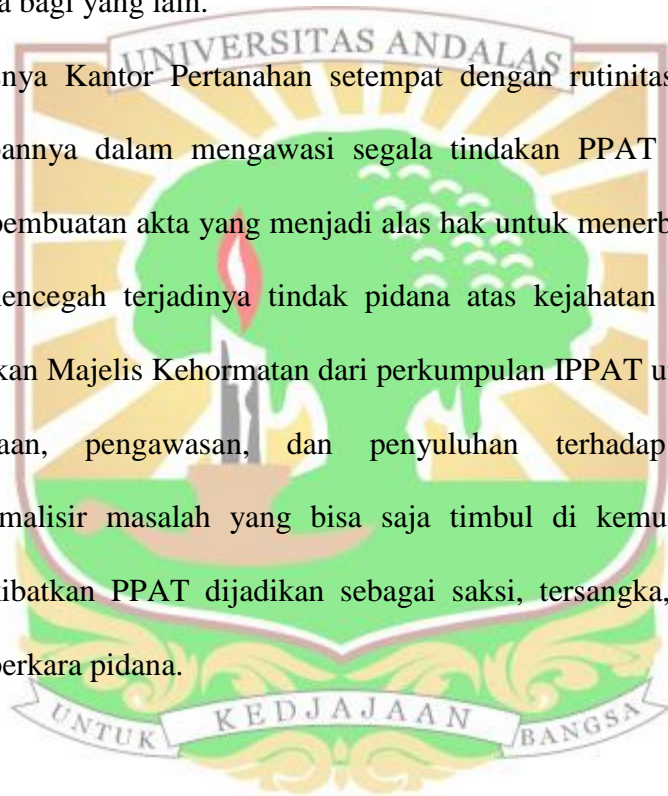 a bagi yang lain.
UNIVERSITAS ANDALAS
nya Kantor Pertanahan setempat dengan rutinitas
pannya dalam mengawasi segala tindakan PPAT
pembuatan akta yang menjadi alas hak untuk menerb
encegah terjadinya tindak pidana atas kejahatan
kan Majelis Kehormatan dari perkumpulan IPPAT u
aan, pengawasan, dan penyuluhan terhadap
malisir masalah yang bisa saja timbul di kemu
ibatkan PPAT dijadikan sebagai saksi, tersangka,
perkara pidana.
UNTUK KEDJAJAAN BANGSA